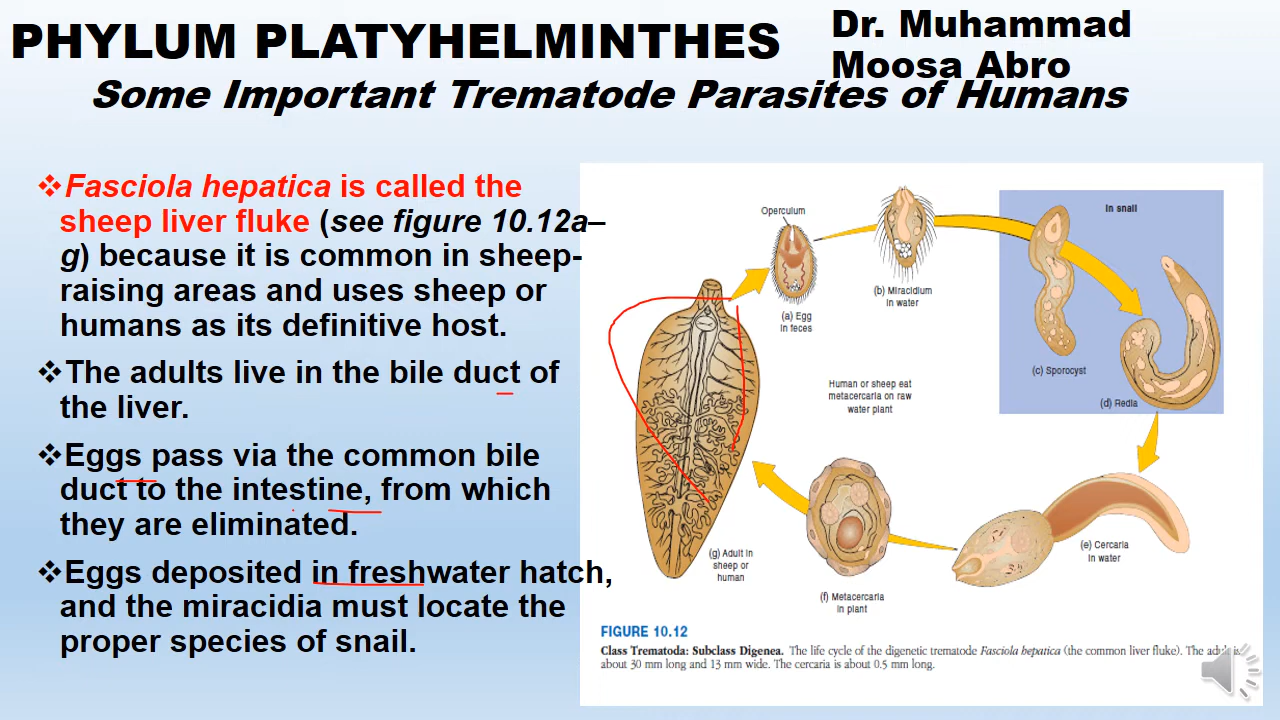 PHYLUM PLATYHELMINTHES
Dr. Muhammad
Moosa Abro
Some Important Trematode Parasites of Humans
❖Fasciola hepatica is called the
sheep liver fluke (see figure 10.12a–
g) because it is common in sheep-
raising areas and uses sheep or
humans as its definitive host.
❖The adults live in the bile duct of
the liver.
❖Eggs pass via the common bile
duct to the intestine, from which
they are eliminated.
❖Eggs deposited in freshwater hatch,
and the miracidia must locate the
proper species of snail.
Operculum
(a) Egg
in feces
(b) Miracidium
in water
In snail
(c) Sporocyst
(d) Redia
Human or sheep eat
metacercaria on raw
water plant
(e) Cercaria
in water
(f) Metacercaria
in plant
(g) Adult in
sheep or
human
FIGURE 10.12
Class Trematoda: Subclass Digenea. The life cycle of the digenetic trematode Fasciola hepatica (the common liver fluke). The adult is
about 30 mm long and 13 mm wide. The cercaria is about 0.5 mm long.